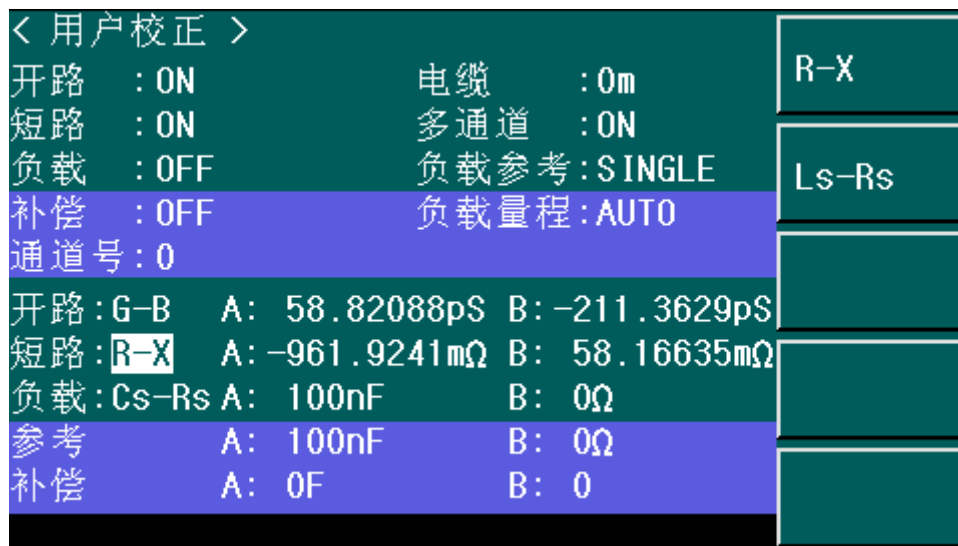 < 用户校正 >
开路 :ON 电缆 :0m
短路 :ON 多通道 :ON
负载 :OFF 负载参考:SINGLE
补偿 :OFF 负载量程:AUTO
通道号:0
开路:G-B A: 58.82088pS B:-211.3629pS
短路:R-X A:-961.9241mΩ B: 58.16635mΩ
负载:Cs-Rs A: 100nF B: 0Ω
参考 A: 100nF B: 0Ω
补偿 A: 0F B: 0
R-X
Ls-Rs